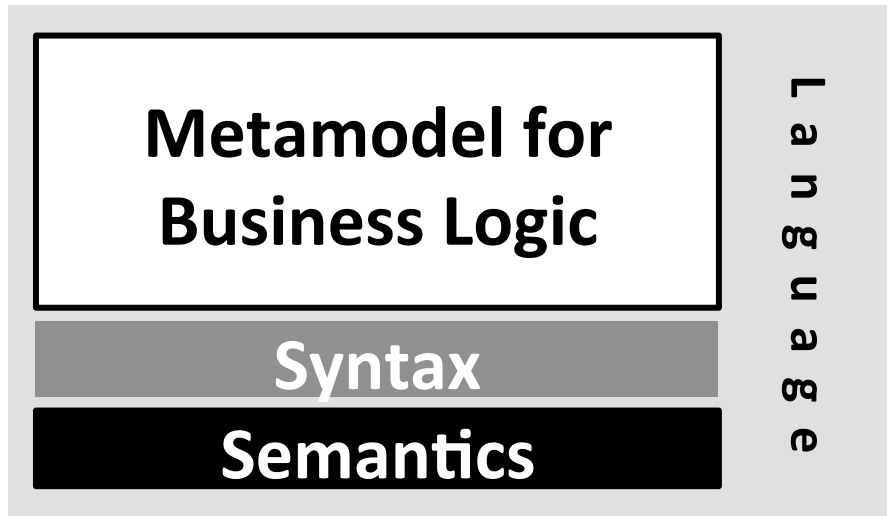 Metamodel for
Business Logic
Syntax
Semantics
Language